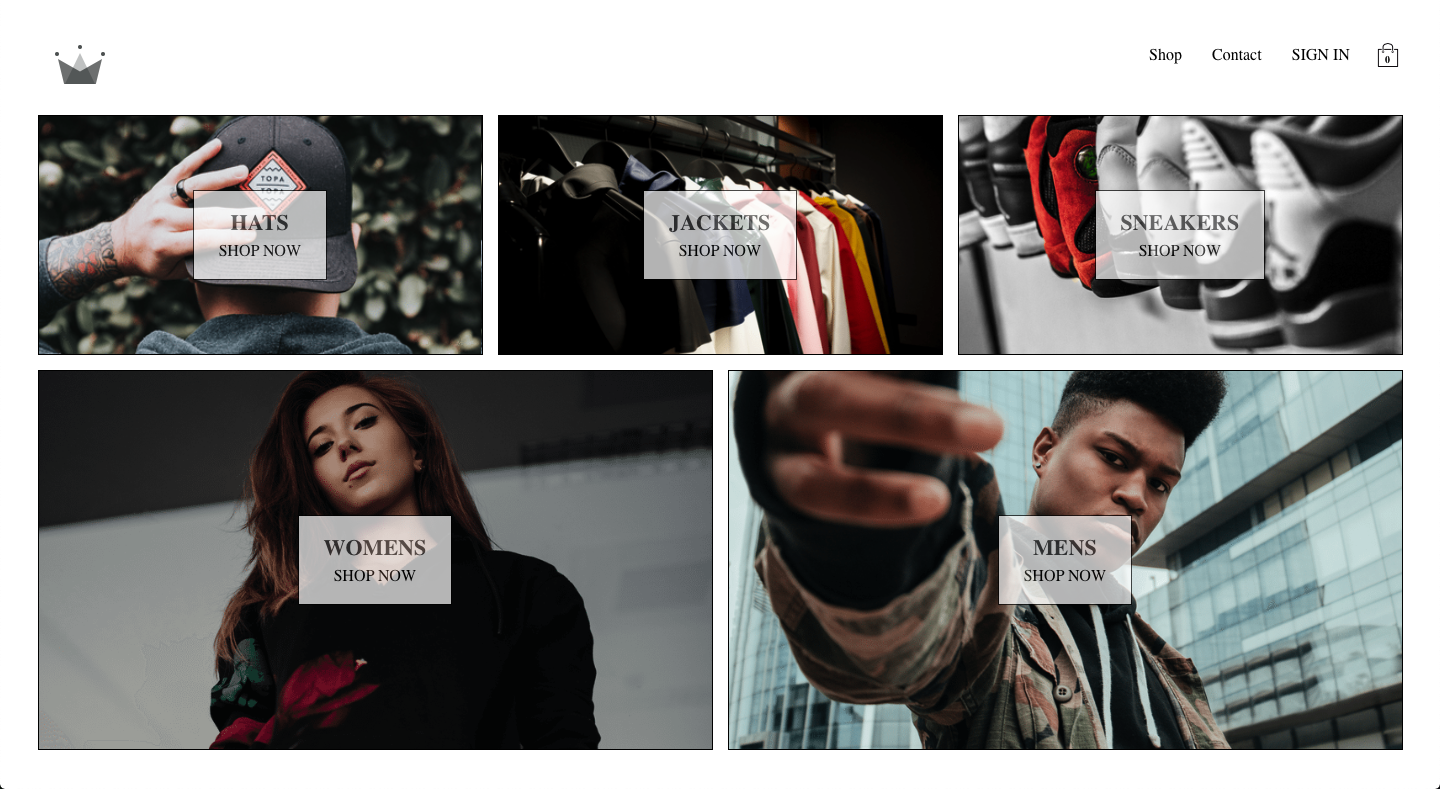 Shop Contact SIGN IN
0
TOPA
HATS
SHOP NOW
JACKETS
SHOP NOW
SNEAKERS
SHOP NOW
WOMENS
SHOP NOW
MENS
SHOP NOW